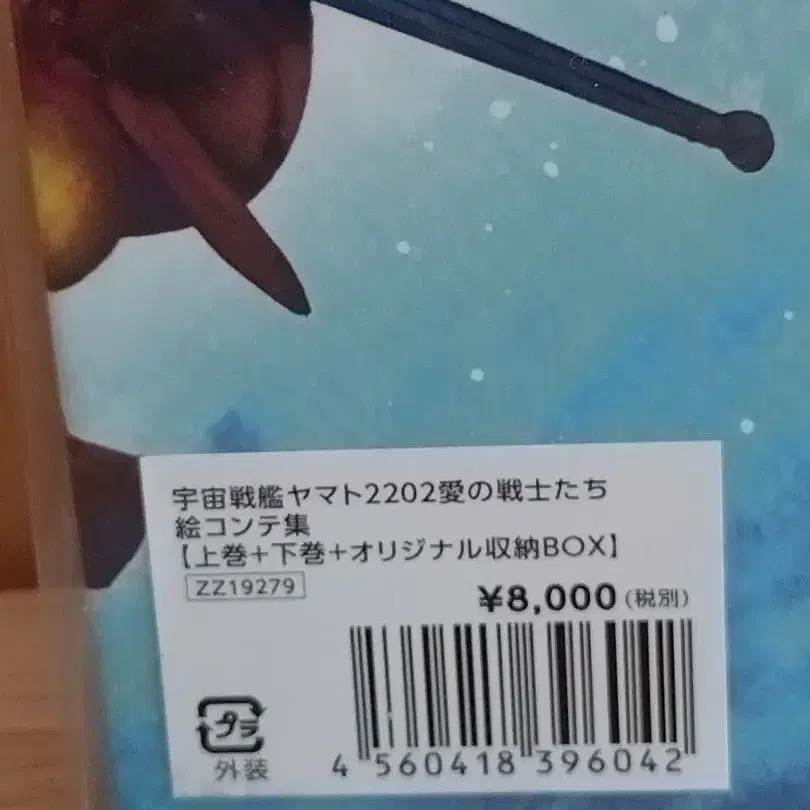 宇宙戦艦ヤマト2202愛の戦士たち
絵コンテ集
【上巻+下巻+オリジナル収納BOX】
ZZ19279
¥8,000(税別)
プラ
外装
4 560418 396042